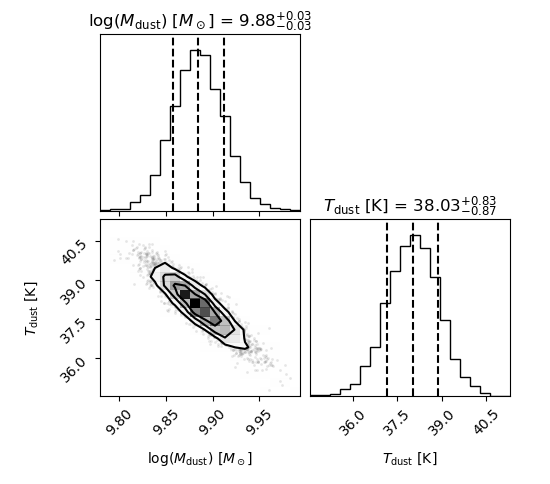 log(M_dust) [M_⊙] = 9.88^{+0.03}_{-0.03}
T_dust [K] = 38.03^{+0.83}_{-0.87}
T_dust [K]
40.5
39.0
37.5
36.0
9.80 9.85 9.90 9.95
36.0 37.5 39.0 40.5
log(M_dust) [M_⊙]
T_dust [K]